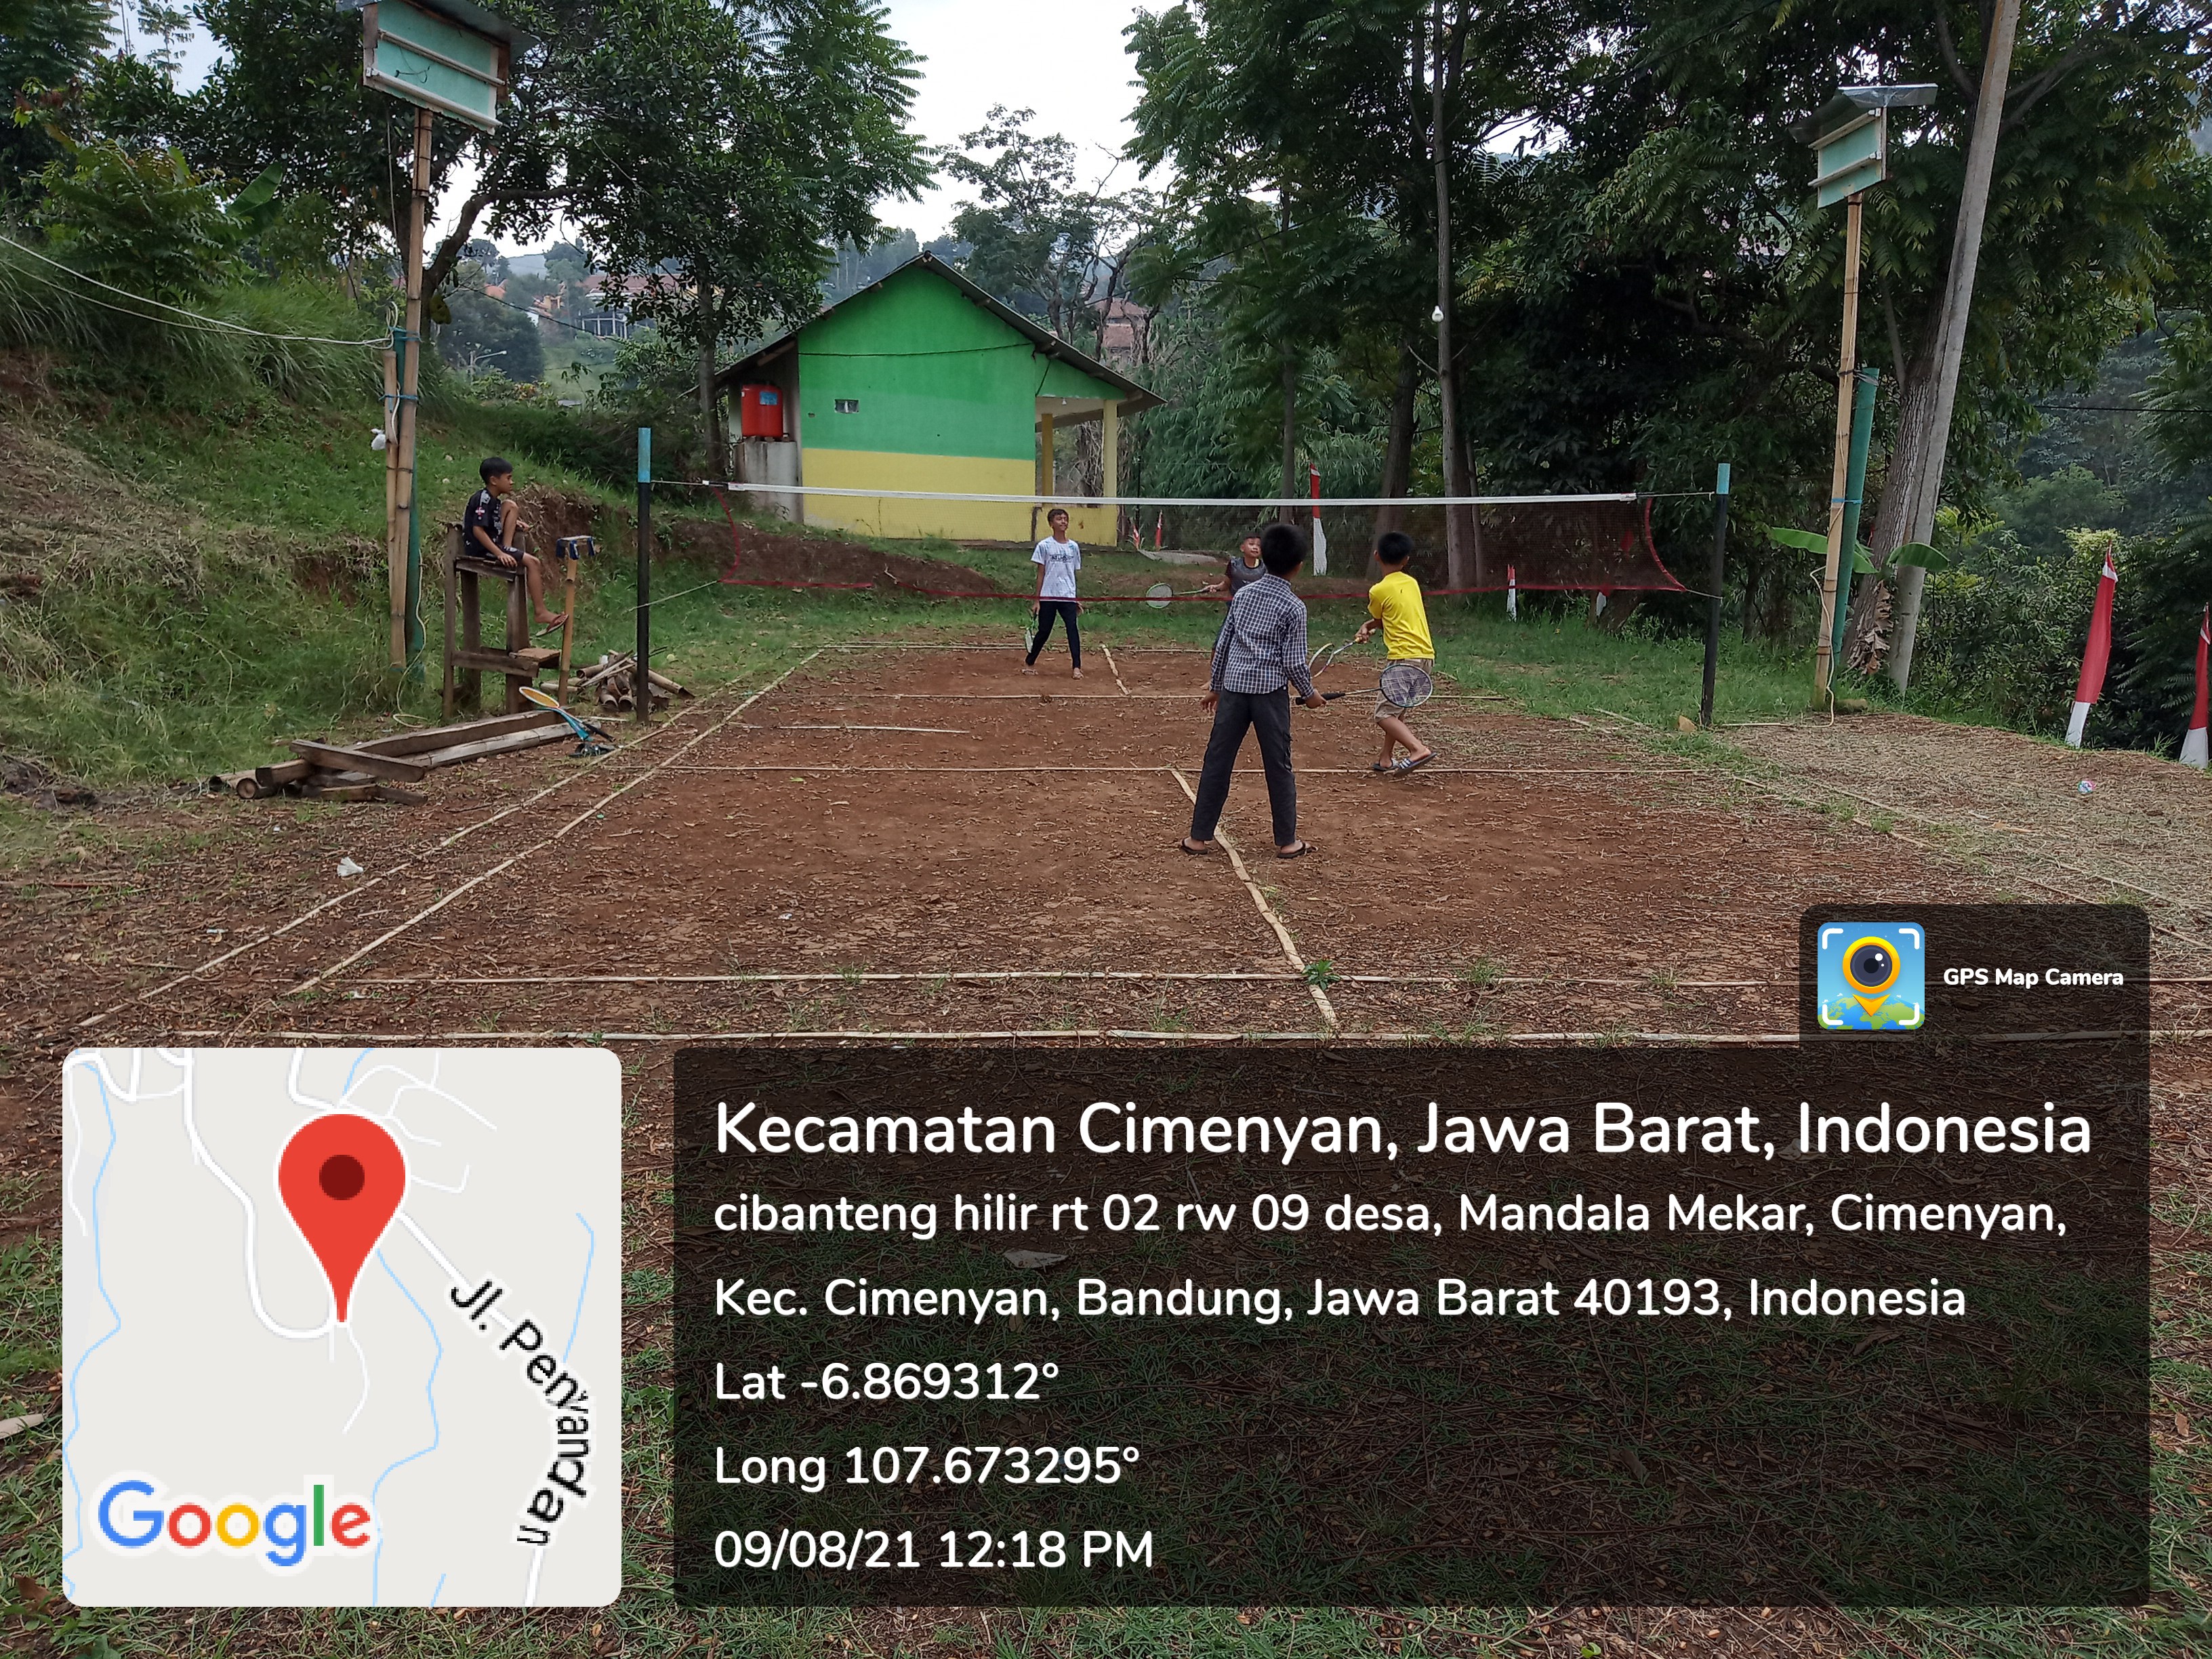 GPS Map Camera
Kecamatan Cimenyan, Jawa Barat, Indonesia
cibanteng hilir rt 02 rw 09 desa, Mandala Mekar, Cimenyan,
Kec. Cimenyan, Bandung, Jawa Barat 40193, Indonesia
Lat -6.869312°
Long 107.673295°
09/08/21 12:18 PM
Jl. Penyandan
Google